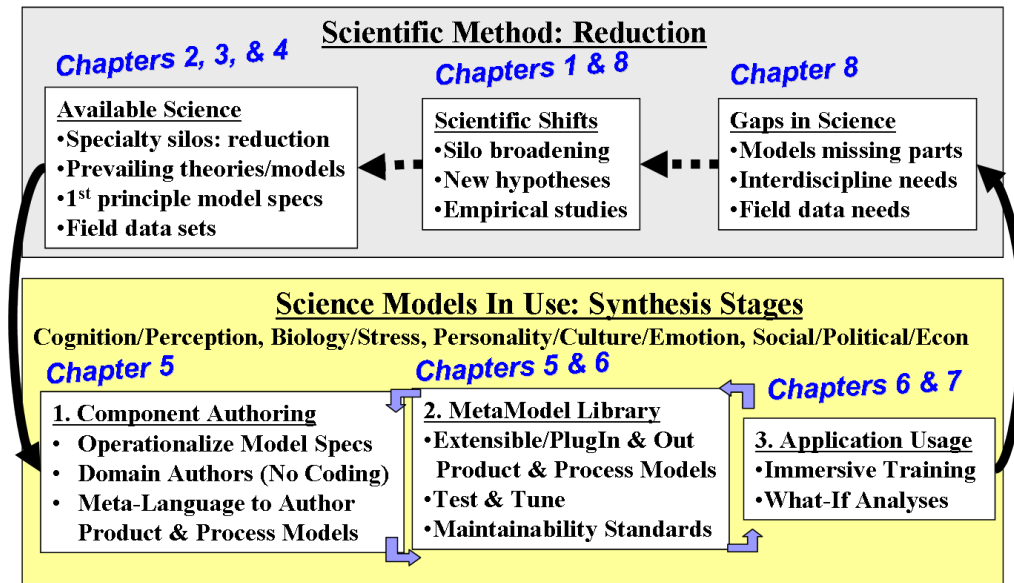 Scientific Method: Reduction
Chapters 2, 3, & 4
Available Science
•Specialty silos: reduction
•Prevailing theories/models
•1st principle model specs
•Field data sets
Chapters 1 & 8
Scientific Shifts
•Silo broadening
•New hypotheses
•Empirical studies
Chapter 8
Gaps in Science
•Models missing parts
•Interdiscipline needs
•Field data needs
Science Models In Use: Synthesis Stages
Cognition/Perception, Biology/Stress, Personality/Culture/Emotion, Social/Political/Econ
Chapter 5
1. Component Authoring
• Operationalize Model Specs
• Domain Authors (No Coding)
• Meta-Language to Author
Product & Process Models
Chapters 5 & 6
2. MetaModel Library
•Extensible/PlugIn & Out
Product & Process Models
•Test & Tune
•Maintainability Standards
Chapters 6 & 7
3. Application Usage
•Immersive Training
•What-If Analyses